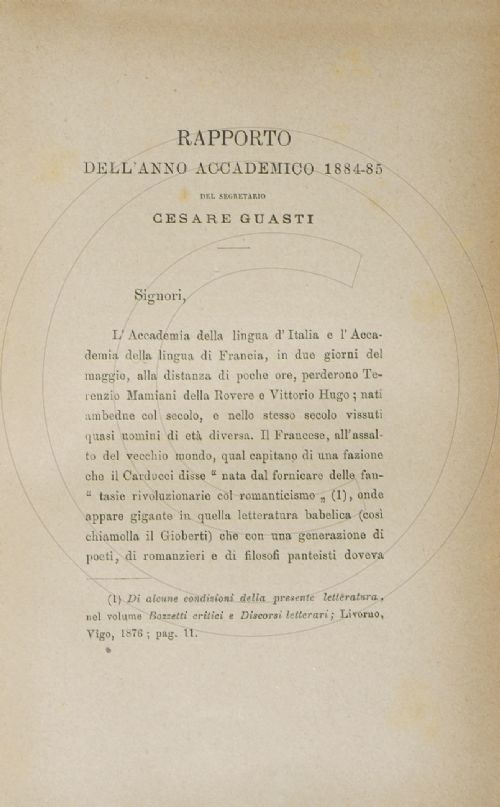 RAPPORTO
DELL'ANNO ACCADEMICO 1884-85
DEL SEGRETARIO
CESARE GUASTI
Signori,
L'Accademia della lingua d'Italia e l'Acca-
demia della lingua di Francia, in due giorni del
maggio, alla distanza di poche ore, perderono Te-
renzio Mamiani della Rovere e Vittorio Hugo; nati
ambedue col secolo, e nello stesso secolo vissuti
quasi uomini di età diversa. Il Francese, all'assal-
to del vecchio mondo, qual capitano di una fazione
che il Carducci disse “ nata dal fornicare delle fan-
“ tasie rivoluzionarie col romanticismo „ (1), onde
appare gigante in quella letteratura babelica (così
chiamolla il Gioberti) che con una generazione di
poeti, di romanzieri e di filosofi panteisti doveva
(1) Di alcune condizioni della presente letteratura,
nel volume Bozzetti critici e Discorsi letterari; Livorno,
Vigo, 1876; pag. 11.